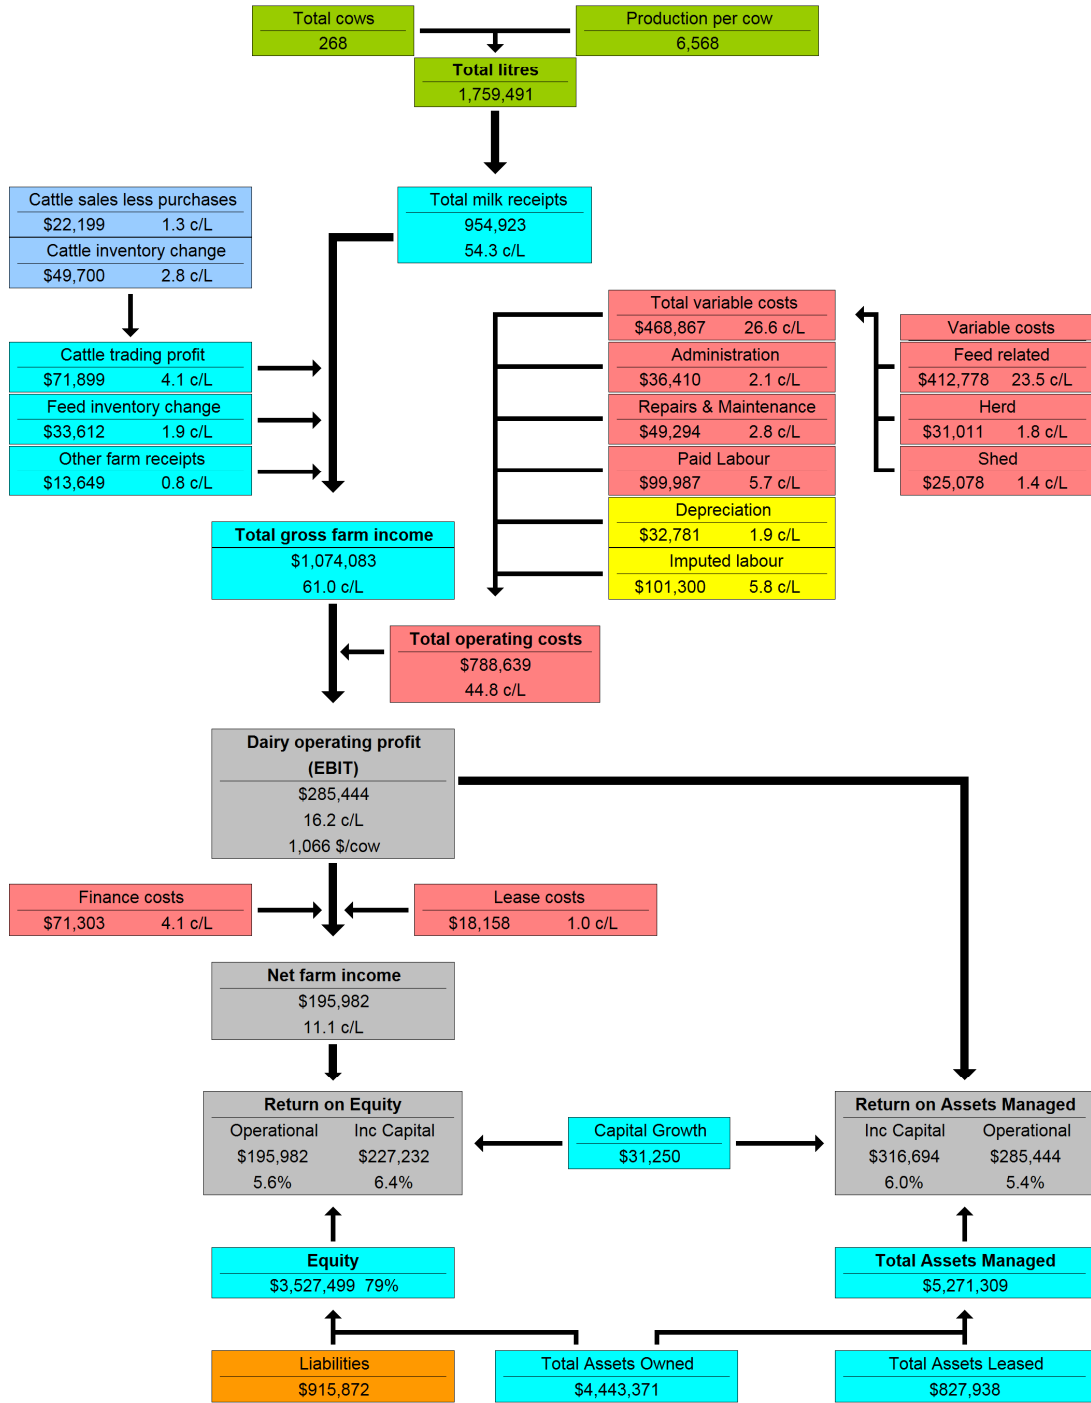 Total cows
268
Production per cow
6,568
Total litres
1,759,491
Cattle sales less purchases
$22,199 1.3 c/L
Cattle inventory change
$49,700 2.8 c/L
Total milk receipts
954,923
54.3 c/L
Cattle trading profit
$71,899 4.1 c/L
Feed inventory change
$33,612 1.9 c/L
Other farm receipts
$13,649 0.8 c/L
Total variable costs
$468,867 26.6 c/L
Administration
$36,410 2.1 c/L
Repairs & Maintenance
$49,294 2.8 c/L
Paid Labour
$99,987 5.7 c/L
Depreciation
$32,781 1.9 c/L
Imputed labour
$101,300 5.8 c/L
Variable costs
Feed related
$412,778 23.5 c/L
Herd
$31,011 1.8 c/L
Shed
$25,078 1.4 c/L
Total gross farm income
$1,074,083
61.0 c/L
Total operating costs
$788,639
44.8 c/L
Dairy operating profit
(EBIT)
$285,444
16.2 c/L
1,066 $/cow
Finance costs
$71,303 4.1 c/L
Lease costs
$18,158 1.0 c/L
Net farm income
$195,982
11.1 c/L
Return on Equity
Operational Inc Capital
$195,982 $227,232
5.6% 6.4%
Capital Growth
$31,250
Return on Assets Managed
Inc Capital Operational
$316,694 $285,444
6.0% 5.4%
Equity
$3,527,499 79%
Total Assets Managed
$5,271,309
Liabilities
$915,872
Total Assets Owned
$4,443,371
Total Assets Leased
$827,938